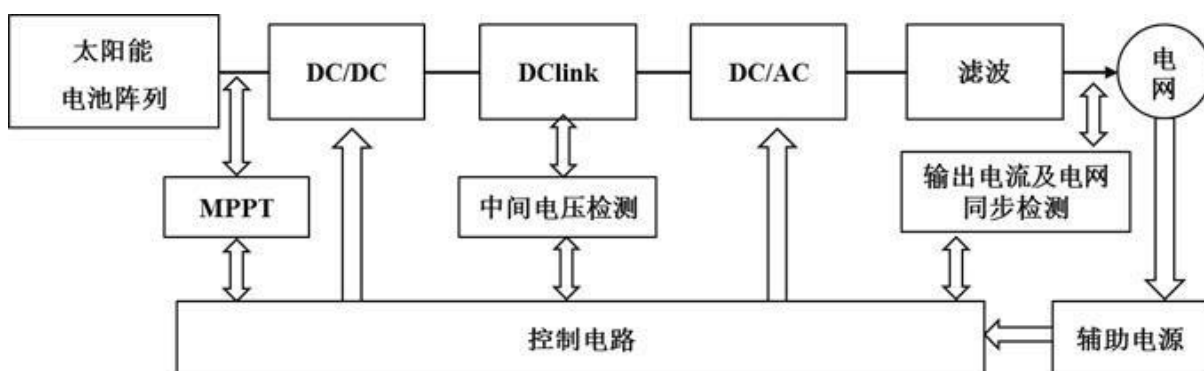 太阳能
电池阵列
DC/DC
DClink
DC/AC
滤波
电
网
MPPT
中间电压检测
输出电流及电网
同步检测
控制电路
辅助电源